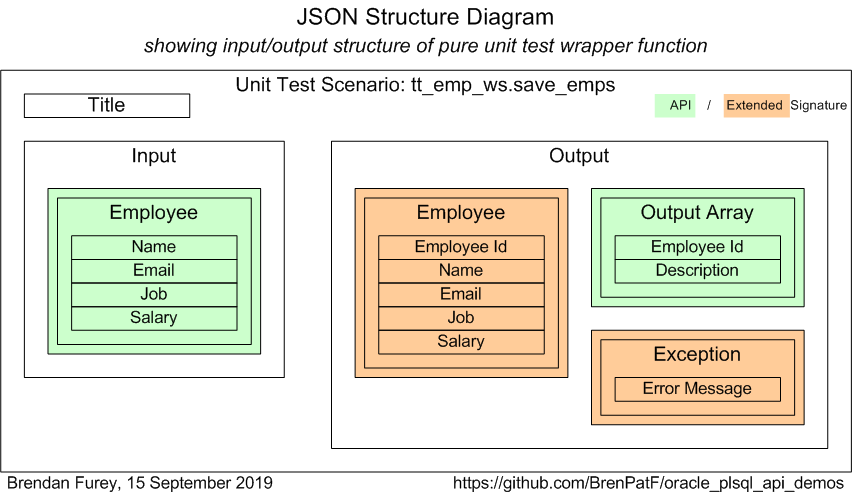 JSON Structure Diagram
showing input/output structure of pure unit test wrapper function
Unit Test Scenario: tt_emp_ws.save_emps
Title
API / Extended Signature
Input
Employee
Name
Email
Job
Salary
Output
Employee
Employee Id
Name
Email
Job
Salary
Output Array
Employee Id
Description
Exception
Error Message
Brendan Furey, 15 September 2019
https://github.com/BrenPatF/oracle_plsql_api_demos